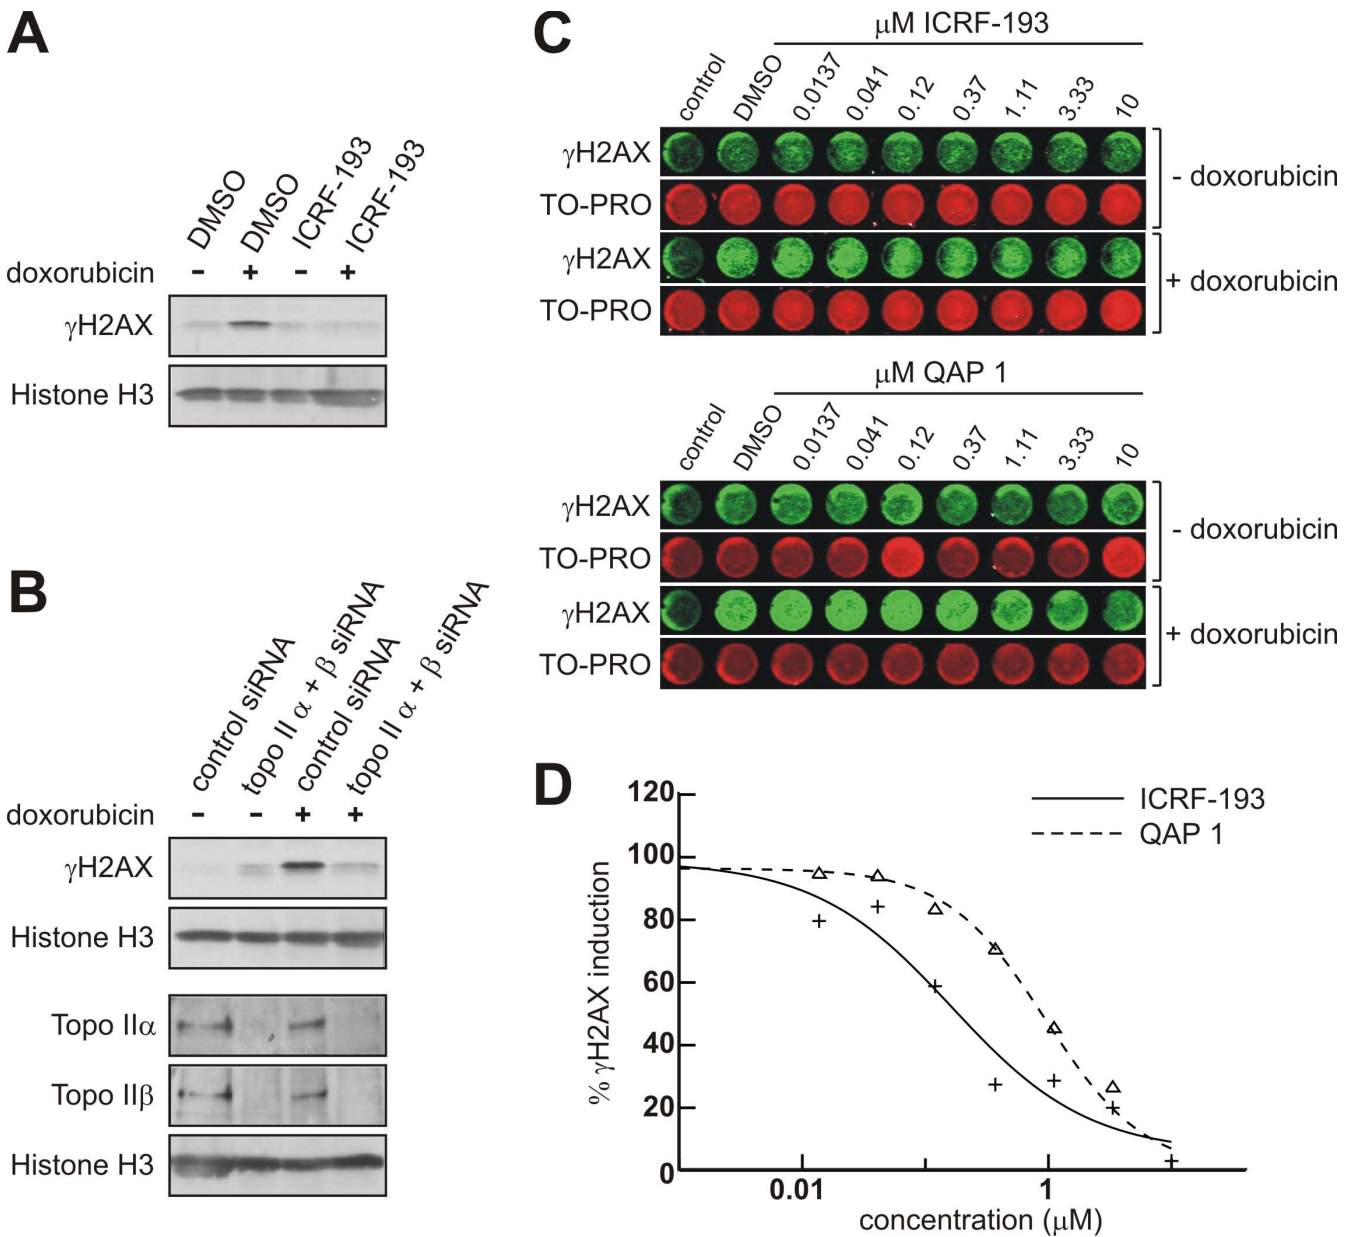 A
DMSO
DMSO
ICRF-193
ICRF-193
doxorubicin - + - +
γH2AX
Histone H3
B
control siRNA
topo II α + β siRNA
control siRNA
topo II α + β siRNA
doxorubicin - - + +
γH2AX
Histone H3
Topo IIα
Topo IIβ
Histone H3
C
μM ICRF-193
control DMSO 0.0137 0.041 0.12 0.37 1.11 3.33 10
γH2AX
TO-PRO
- doxorubicin
γH2AX
TO-PRO
+ doxorubicin
μM QAP 1
control DMSO 0.0137 0.041 0.12 0.37 1.11 3.33 10
γH2AX
TO-PRO
- doxorubicin
γH2AX
TO-PRO
+ doxorubicin
D
ICRF-193
QAP 1
% γH2AX induction
120
100
80
60
40
20
0
0.01 1
concentration (μM)